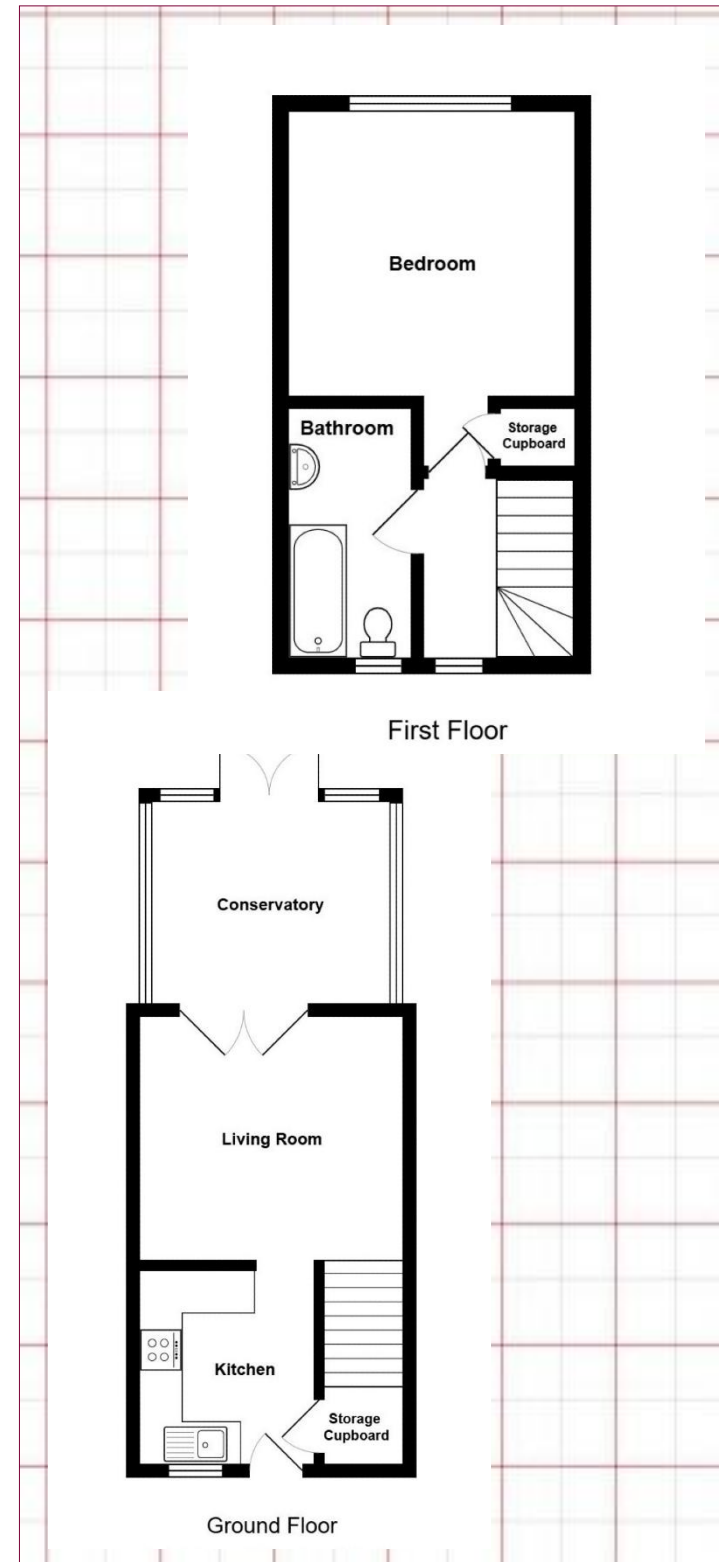 Bedroom
Bathroom
Storage
Cupboard
First Floor
Conservatory
Living Room
Kitchen
Storage
Cupboard
Ground Floor